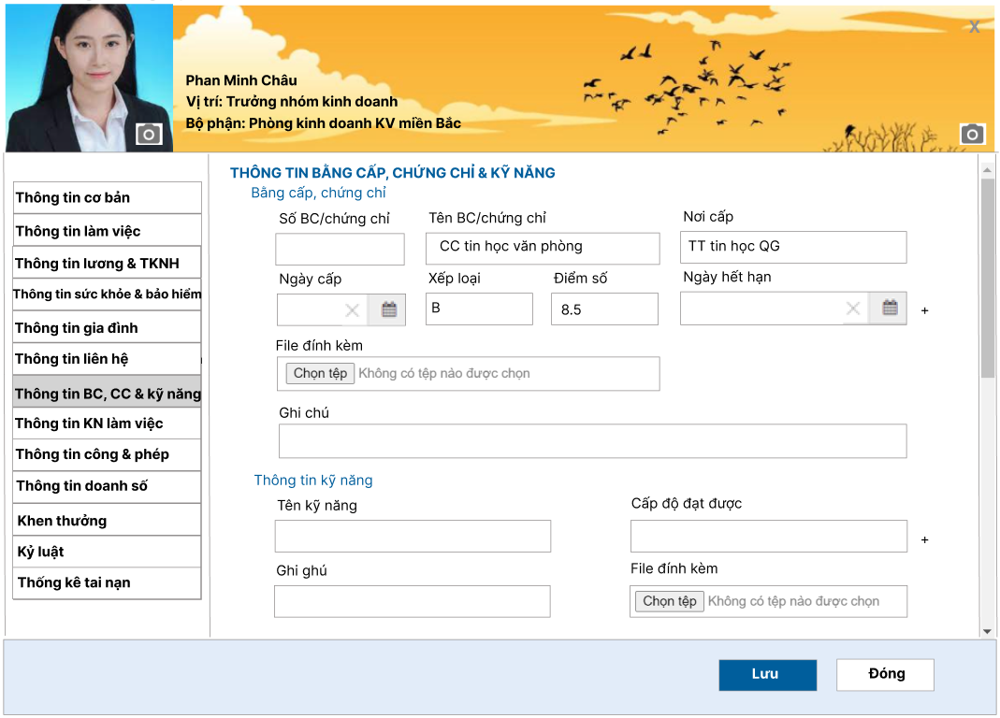 X
Phan Minh Châu
Vị trí: Trưởng nhóm kinh doanh
Bộ phận: Phòng kinh doanh KV miền Bắc
Thông tin cơ bản
Thông tin làm việc
Thông tin lương & TKNH
Thông tin sức khỏe & bảo hiểm
Thông tin gia đình
Thông tin liên hệ
Thông tin BC, CC & kỹ năng
Thông tin KN làm việc
Thông tin công & phép
Thông tin doanh số
Khen thưởng
Kỷ luật
Thống kê tai nạn
THÔNG TIN BẰNG CẤP, CHỨNG CHỈ & KỸ NĂNG
Bằng cấp, chứng chỉ
Số BC/chứng chỉ Tên BC/chứng chỉ Nơi cấp
CC tin học văn phòng TT tin học QG
Ngày cấp Xếp loại Điểm số Ngày hết hạn
B 8.5 +
File đính kèm
Chọn tệp Không có tệp nào được chọn
Ghi chú
Thông tin kỹ năng
Tên kỹ năng Cấp độ đạt được
+
Ghi ghú File đính kèm
Chọn tệp Không có tệp nào được chọn
Lưu Đóng